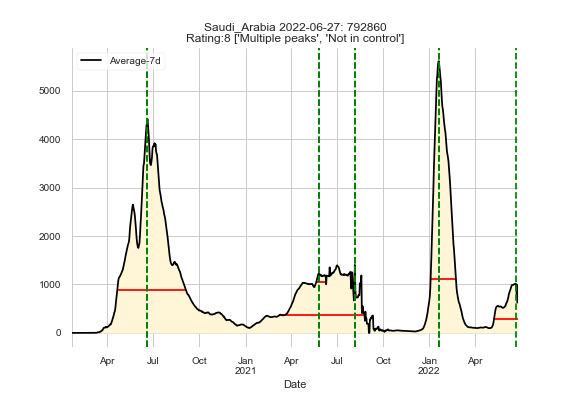 Saudi_Arabia 2022-06-27: 792860
Rating:8 ['Multiple peaks', 'Not in control']
Average-7d
5000
4000
3000
2000
1000
0
Apr Jul Oct Jan Apr Jul Oct Jan Apr
2021 2022
Date